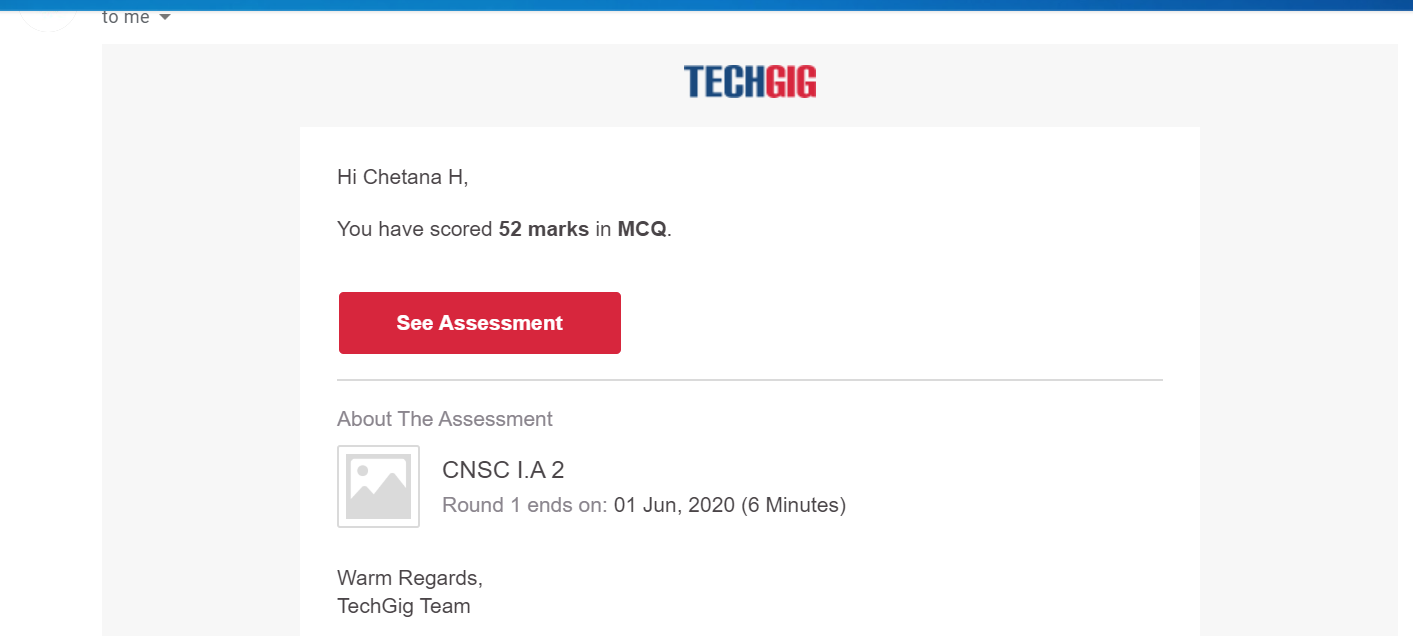 to me
TECHGIG
Hi Chetana H,
You have scored 52 marks in MCQ.
See Assessment
About The Assessment
CNSC I.A 2
Round 1 ends on: 01 Jun, 2020 (6 Minutes)
Warm Regards,
TechGig Team